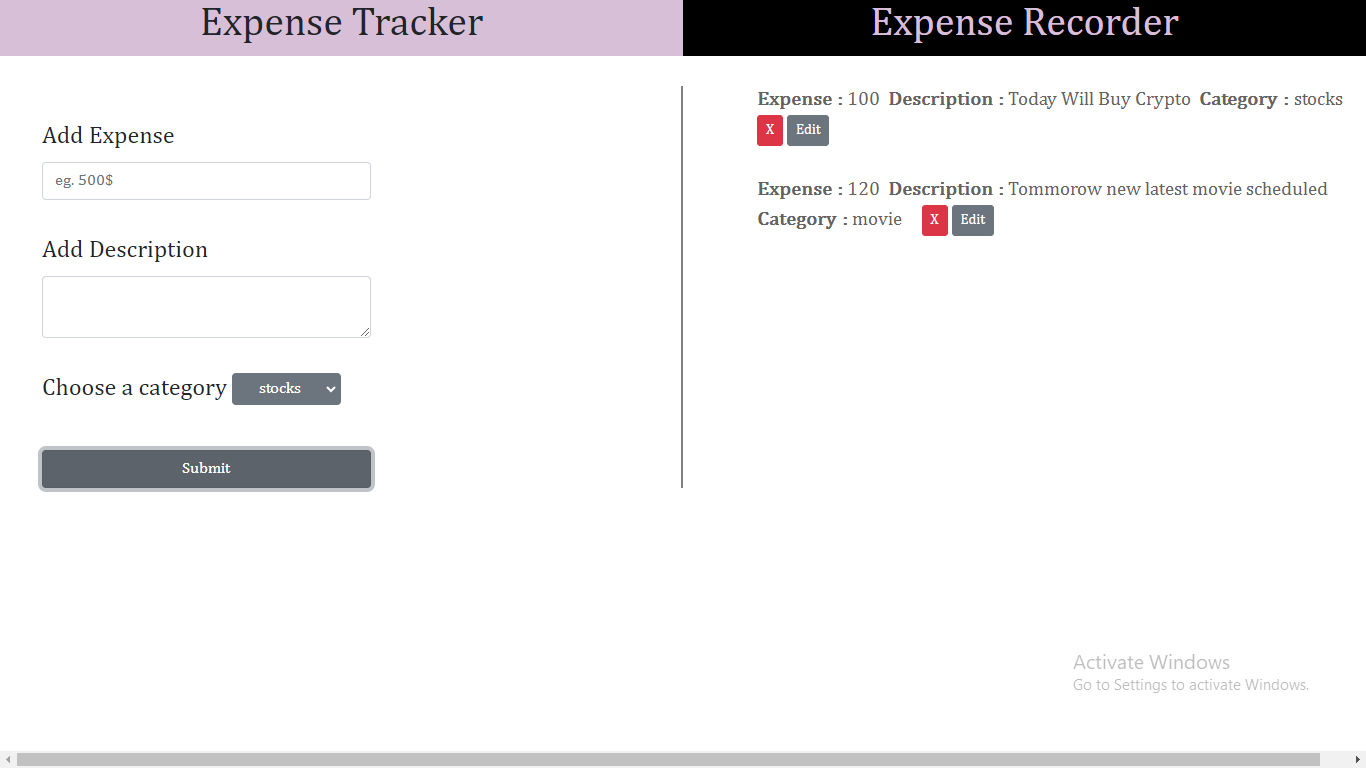 Expense Tracker
Expense Recorder
Add Expense
eg. 500$
Add Description
Choose a category stocks
Submit
Expense : 100 Description : Today Will Buy Crypto Category : stocks
X Edit
Expense : 120 Description : Tommorow new latest movie scheduled
Category : movie X Edit
Activate Windows
Go to Settings to activate Windows.